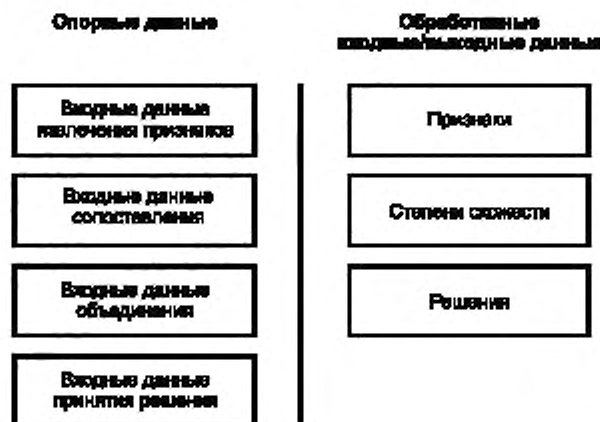 Опорные данные
Обработанные
входные/выходные данные
Входные данные
извлечения признаков
Входные данные
сопоставления
Входные данные
объединения
Входные данные
принятия решения
Признаки
Степени схожести
Решения